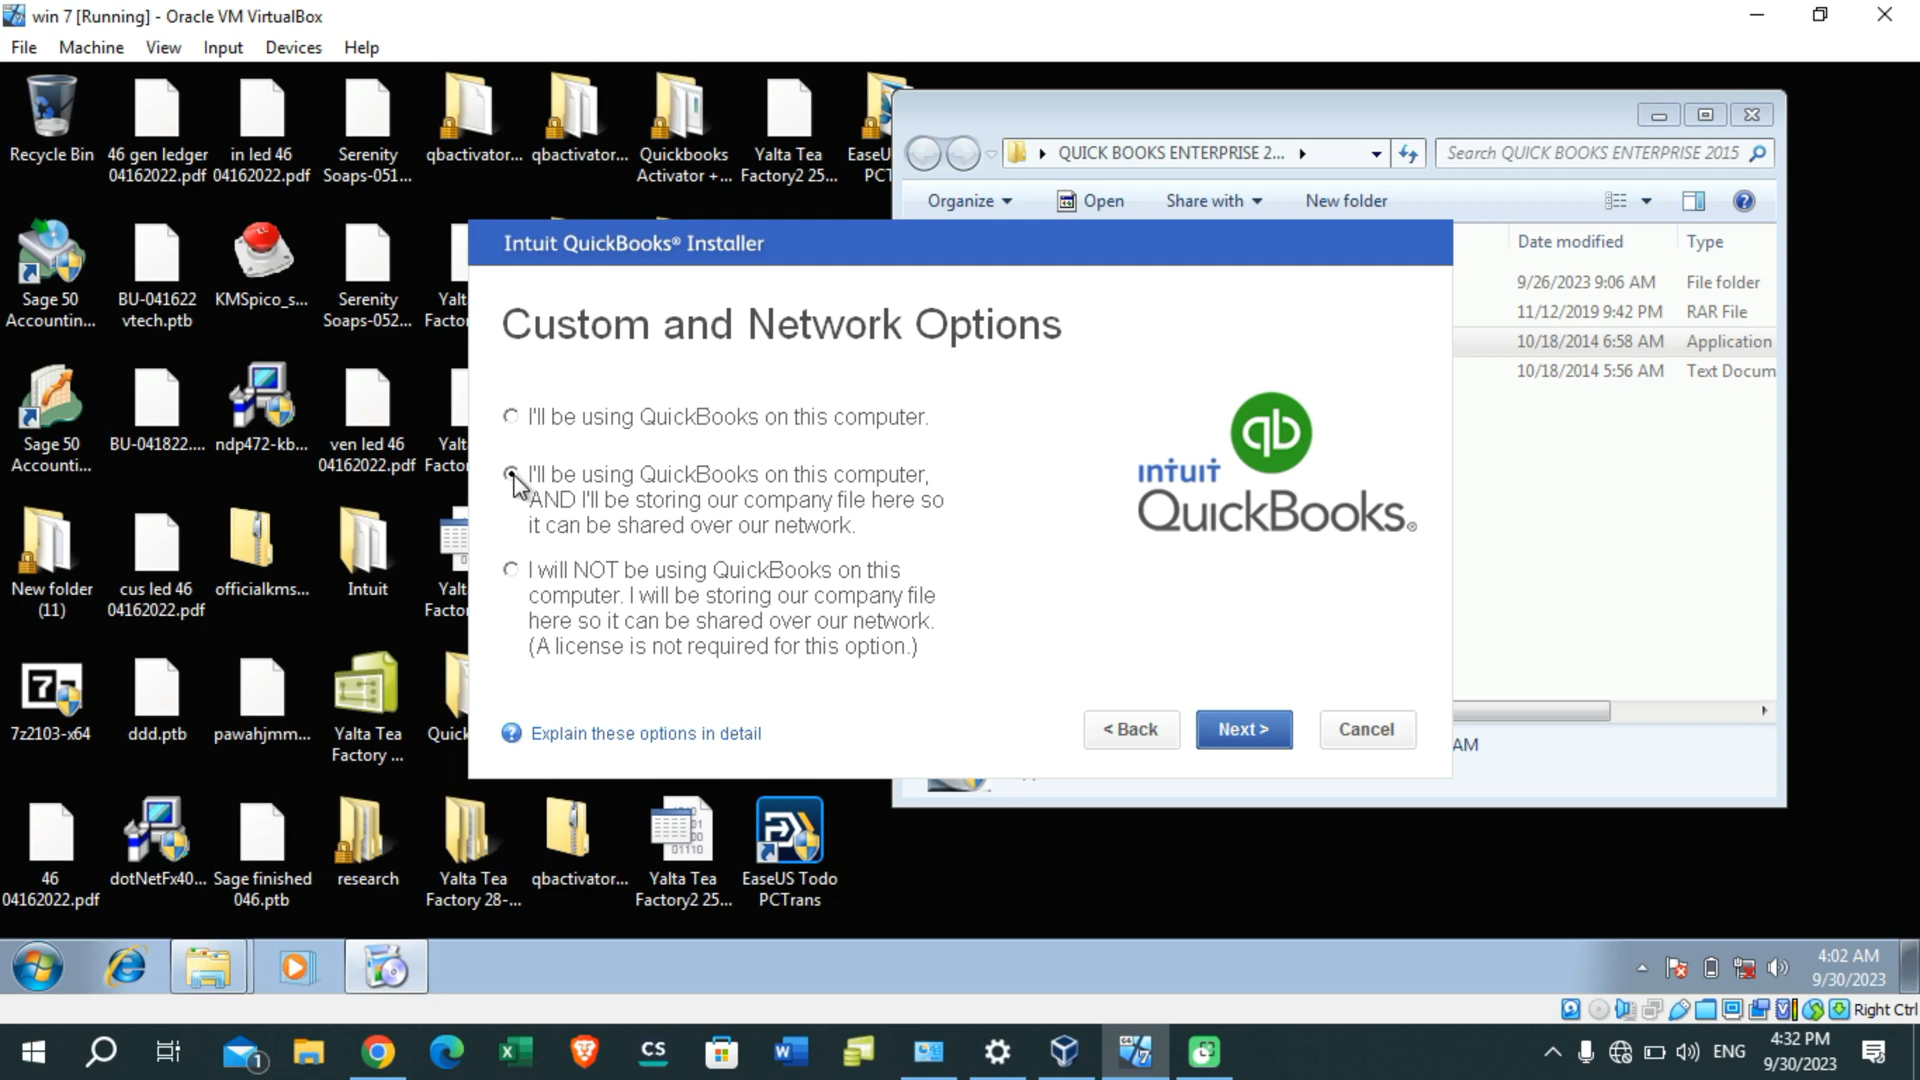 win 7 [Running] - Oracle VM VirtualBox
File Machine View Input Devices Help
Recycle Bin
46 gen ledger
04162022.pdf
in led 46
04162022.pdf
Serenity
Soaps-051...
qbactivator...
qbactivator...
Quickbooks
Activator +...
Yalta Tea
Factory2 25...
EaseUS
PCT
QUICK BOOKS ENTERPRISE 2...
Search QUICK BOOKS ENTERPRISE 2015
Organize Open Share with New folder
Date modified Type
9/26/2023 9:06 AM File folder
11/12/2019 9:42 PM RAR File
10/18/2014 6:58 AM Application
10/18/2014 5:56 AM Text Docum
AM
Intuit QuickBooks® Installer
Custom and Network Options
I'll be using QuickBooks on this computer.
I'll be using QuickBooks on this computer,
AND I'll be storing our company file here so
it can be shared over our network.
I will NOT be using QuickBooks on this
computer. I will be storing our company file
here so it can be shared over our network.
(A license is not required for this option.)
qb
intuit
QuickBooks®
Explain these options in detail
< Back
Next >
Cancel
Sage 50
Accountin...
BU-041622
vtech.ptb
KMSpico_s...
Serenity
Soaps-052...
Yalt
Factor
Sage 50
Accounti...
BU-041822....
ndp472-kb...
ven led 46
04162022.pdf
Yalt
Factor
New folder
(11)
cus led 46
04162022.pdf
officialkms...
Intuit
Yalt
Factor
7z2103-x64
ddd.ptb
pawahjmm...
Yalta Tea
Factory ...
Quick
46
04162022.pdf
dotNetFx40...
Sage finished
046.ptb
research
Yalta Tea
Factory 28-...
qbactivator...
Yalta Tea
Factory2 25...
EaseUS Todo
PCTrans
4:02 AM
9/30/2023
Right Ctrl
1
CS
7
ENG
4:32 PM
9/30/2023